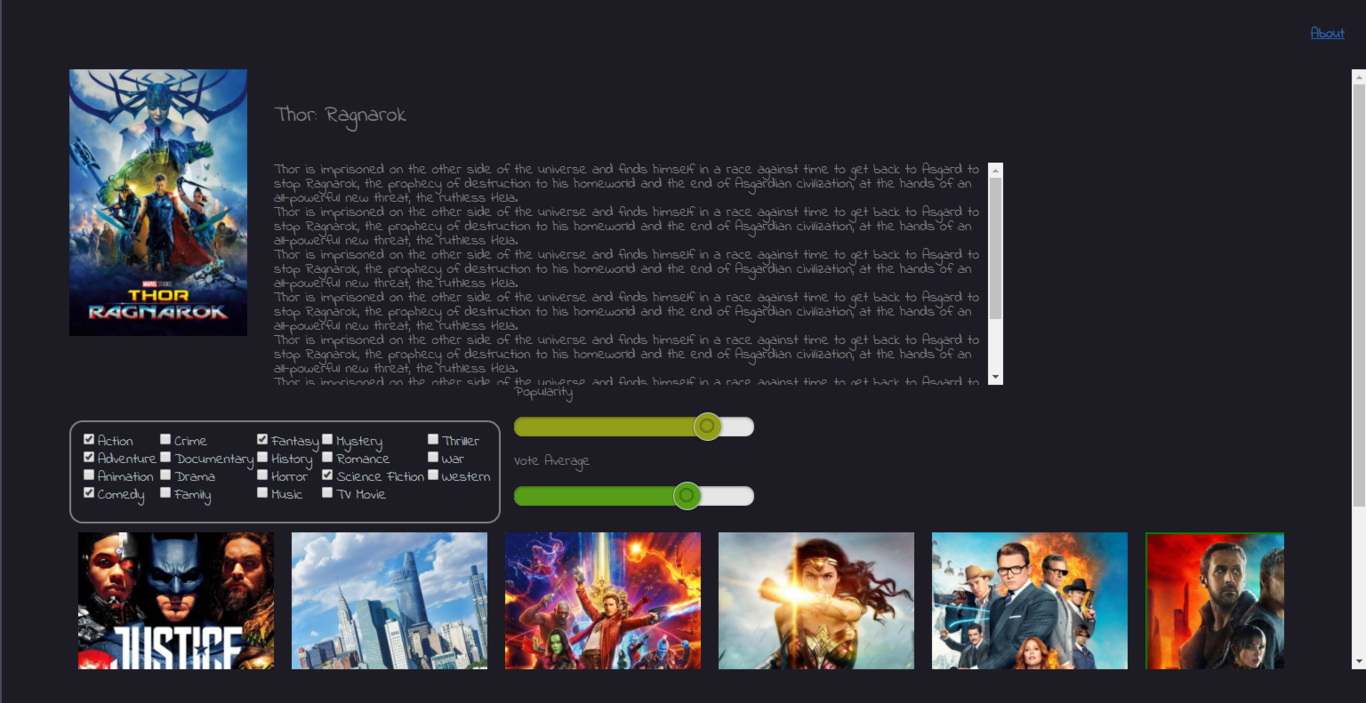 About
MARVEL STUDIOS
THOR
RAGNAROK
Thor: Ragnarok
Thor is imprisoned on the other side of the universe and finds himself in a race against time to get back to Asgard to
stop Ragnarok, the prophecy of destruction to his homeworld and the end of Asgardian civilization, at the hands of an
all-powerful new threat, the ruthless Hela.
Thor is imprisoned on the other side of the universe and finds himself in a race against time to get back to Asgard to
stop Ragnarok, the prophecy of destruction to his homeworld and the end of Asgardian civilization, at the hands of an
all-powerful new threat, the ruthless Hela.
Thor is imprisoned on the other side of the universe and finds himself in a race against time to get back to Asgard to
stop Ragnarok, the prophecy of destruction to his homeworld and the end of Asgardian civilization, at the hands of an
all-powerful new threat, the ruthless Hela.
Thor is imprisoned on the other side of the universe and finds himself in a race against time to get back to Asgard to
stop Ragnarok, the prophecy of destruction to his homeworld and the end of Asgardian civilization, at the hands of an
all-powerful new threat, the ruthless Hela.
Thor is imprisoned on the other side of the universe and finds himself in a race against time to get back to Asgard to
stop Ragnarok, the prophecy of destruction to his homeworld and the end of Asgardian civilization, at the hands of an
all-powerful new threat, the ruthless Hela.
Thor is imprisoned on the other side of the universe and finds himself in a race against time to get back to Asgard to
Popularity
Vote Average
Action Crime Fantasy Mystery Thriller
Adventure Documentary History Romance War
Animation Drama Horror Science Fiction Western
Comedy Family Music TV Movie
JUSTICE